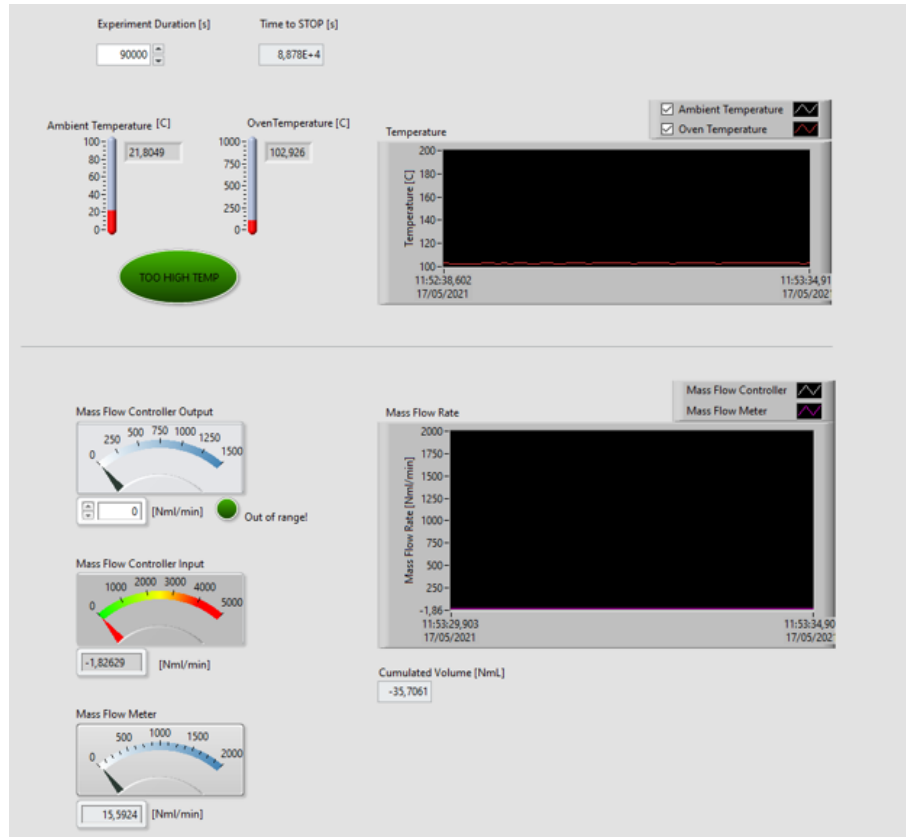 Experiment Duration [s]
Time to STOP [s]
90000
8,878E+4
Ambient Temperature [C]
100
80
60
40
20
0
21,8049
OvenTemperature [C]
1000
750
500
250
0
102,926
TOO HIGH TEMP
Temperature
Ambient Temperature
Oven Temperature
Temperature [C]
200
180
160
140
120
100
11:52:38,602
17/05/2021
11:53:34,91
17/05/202
Mass Flow Controller Output
0
250
500
750
1000
1250
1500
0
[Nml/min]
Out of range!
Mass Flow Controller Input
0
1000
2000
3000
4000
5000
-1,82629
[Nml/min]
Mass Flow Meter
0
500
1000
1500
2000
15,5924
[Nml/min]
Mass Flow Rate
Mass Flow Controller
Mass Flow Meter
Mass Flow Rate [Nml/min]
2000
1750
1500
1250
1000
750
500
250
-1,86
11:53:29,903
17/05/2021
11:53:34,90
17/05/202
Cumulated Volume [NmL]
-35,7061